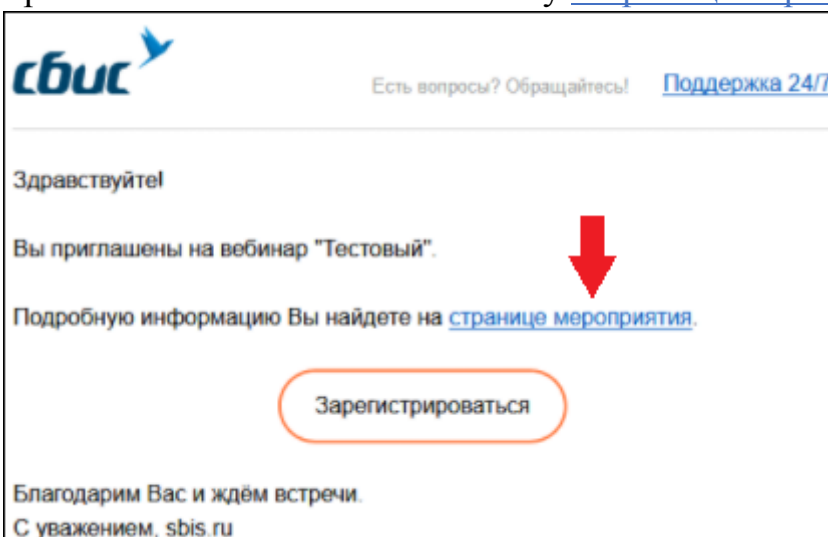 сбис
Есть вопросы? Обращайтесь! Поддержка 24/7
Здравствуйте!
Вы приглашены на вебинар "Тестовый".
Подробную информацию Вы найдете на странице мероприятия.
Зарегистрироваться
Благодарим Вас и ждём встречи.
С уважением, sbis.ru